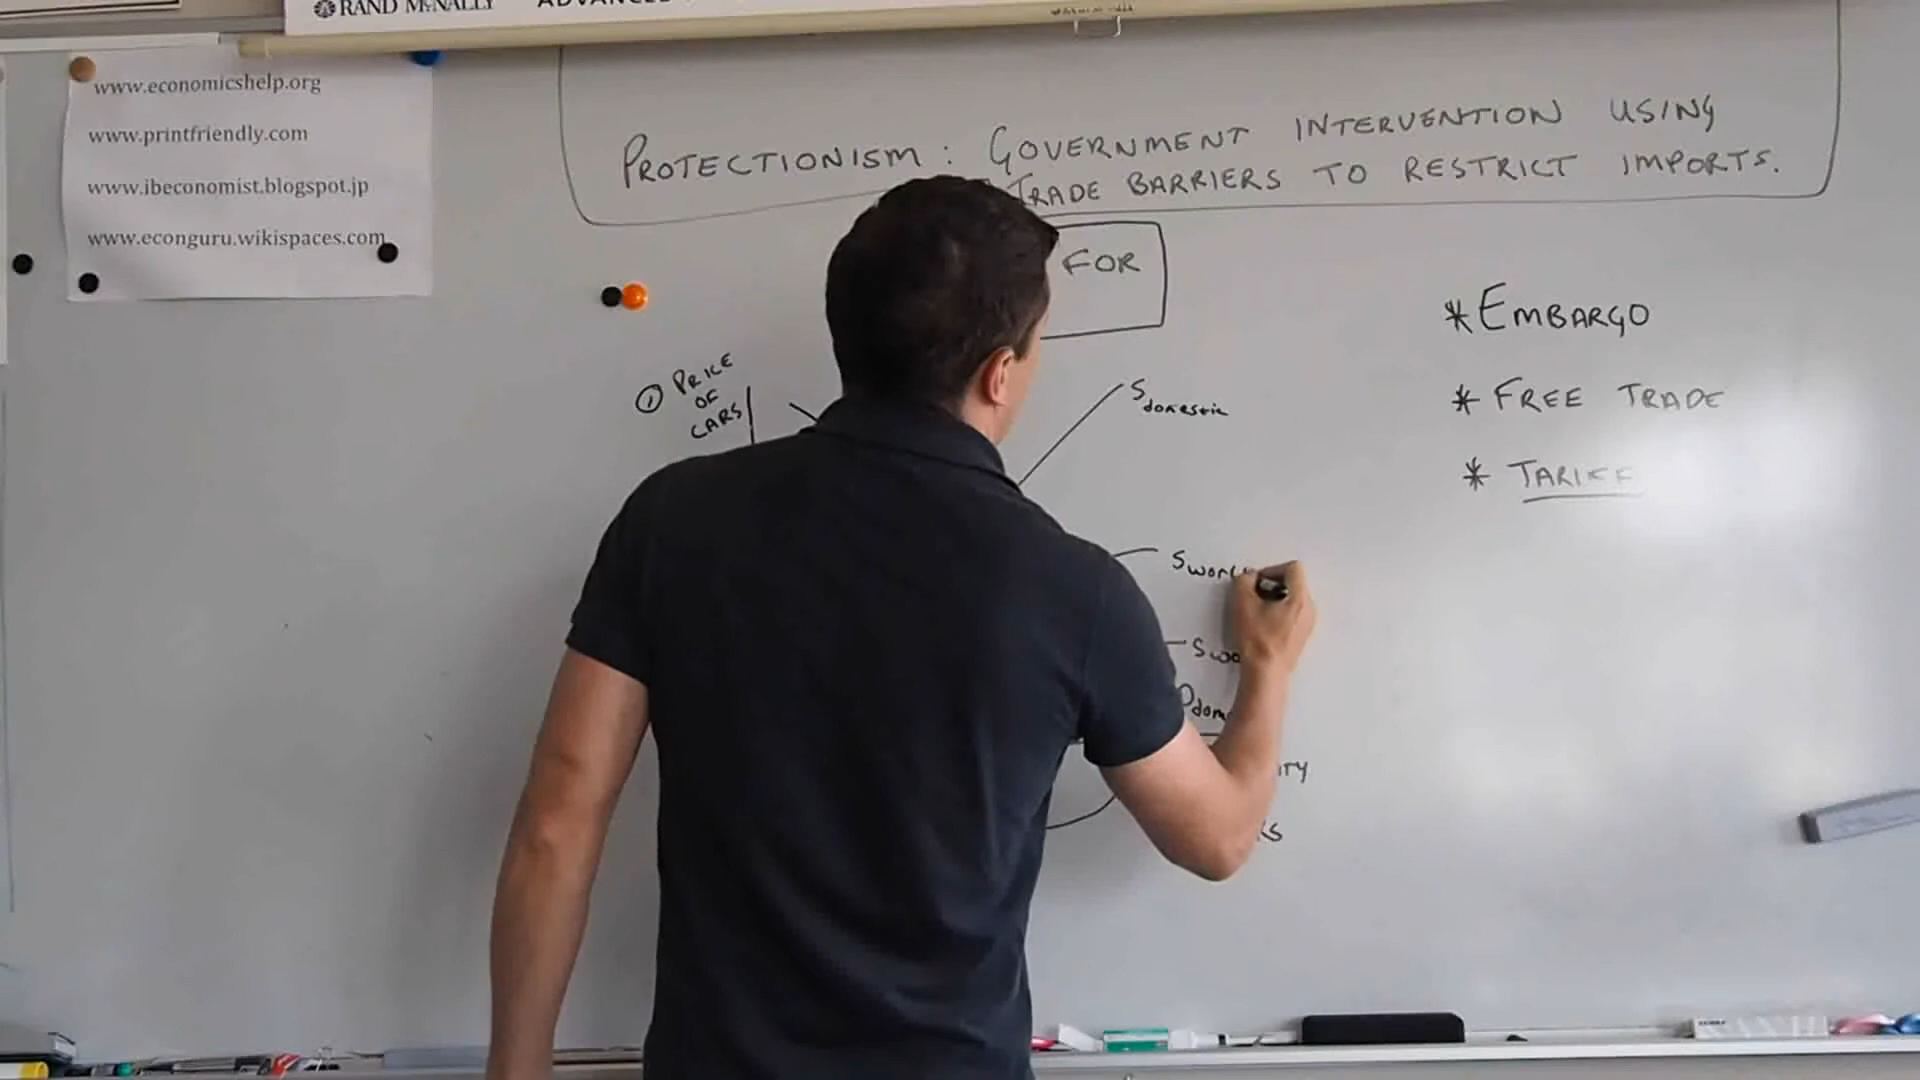 RAND McNALLY
www.economicshelp.org
www.printfriendly.com
www.ibeconomist.blogspot.jp
www.econguru.wikispaces.com
PROTECTIONISM: GOVERNMENT INTERVENTION USING
TRADE BARRIERS TO RESTRICT IMPORTS.
FOR
* EMBARGO
* FREE TRADE
* TARIFF
① PRICE
OF
CARS
S domestic